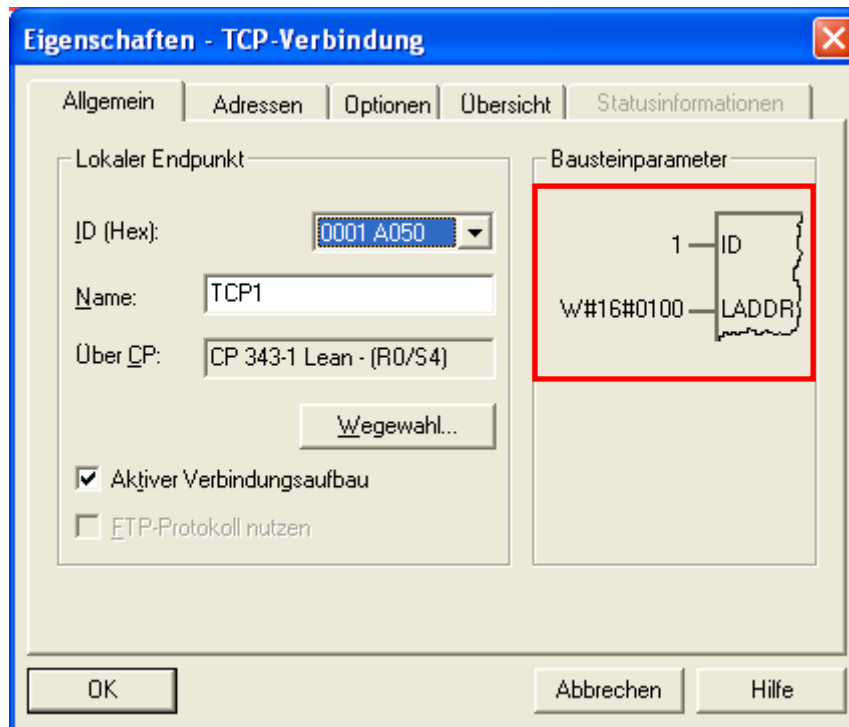 Eigenschaften - TCP-Verbindung
Allgemein Adressen Optionen Übersicht Statusinformationen
Lokaler Endpunkt
ID (Hex): 0001 A050
Name: TCP1
Über CP: CP 343-1 Lean - (R0/S4)
Wegewahl...
Aktiver Verbindungsaufbau
FTP-Protokoll nutzen
Bausteinparameter
1 ID
W#16#0100 LADDR
OK Abbrechen Hilfe